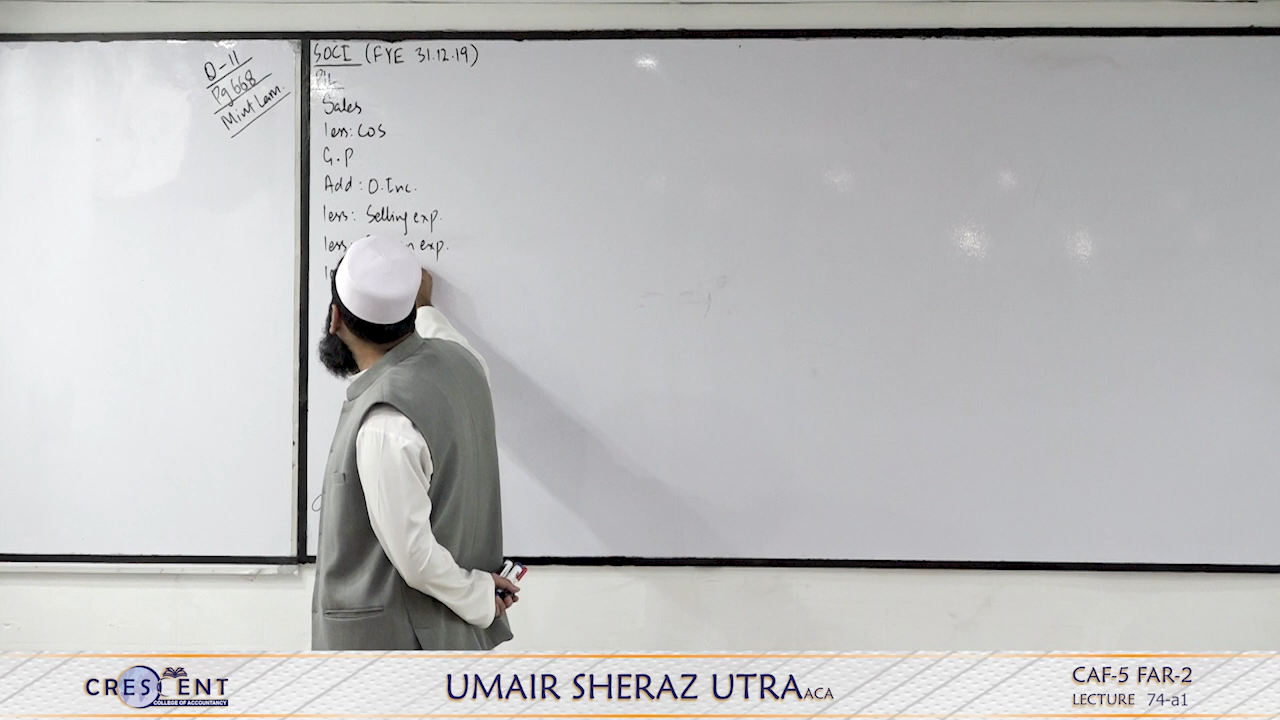 Q-11
Pg 668
Mint Lam.
SOCI (FYE 31.12.19)
P/L
Sales
less: COS
G.P
Add: O.Inc.
less: Selling exp.
less: exp.
CRESCENT
COLLEGE OF ACCOUNTANCY
UMAIR SHERAZ UTRA ACA
CAF-5 FAR-2
LECTURE 74-a1